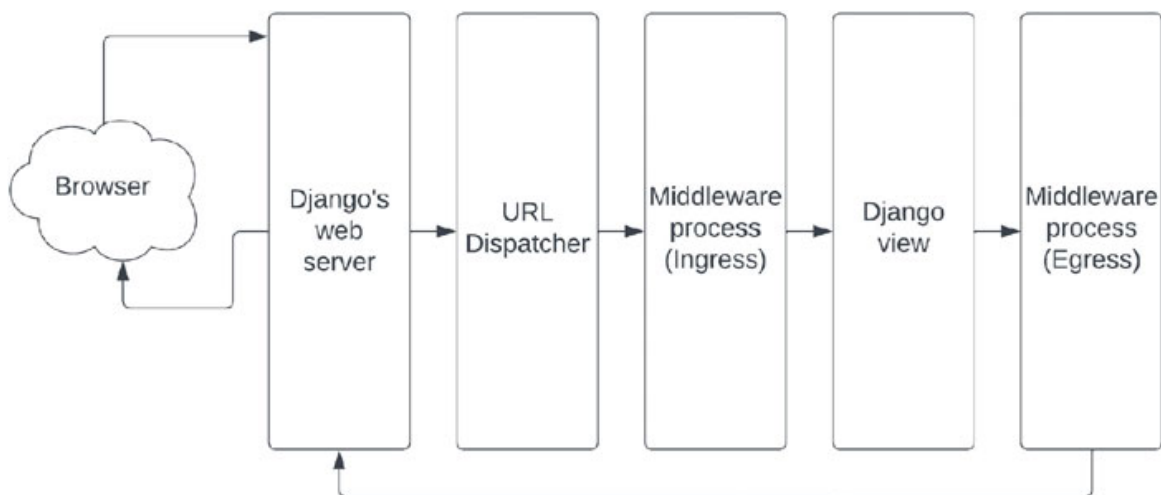 Browser
Django's
web
server
URL
Dispatcher
Middleware
process
(Ingress)
Django
view
Middleware
process
(Egress)